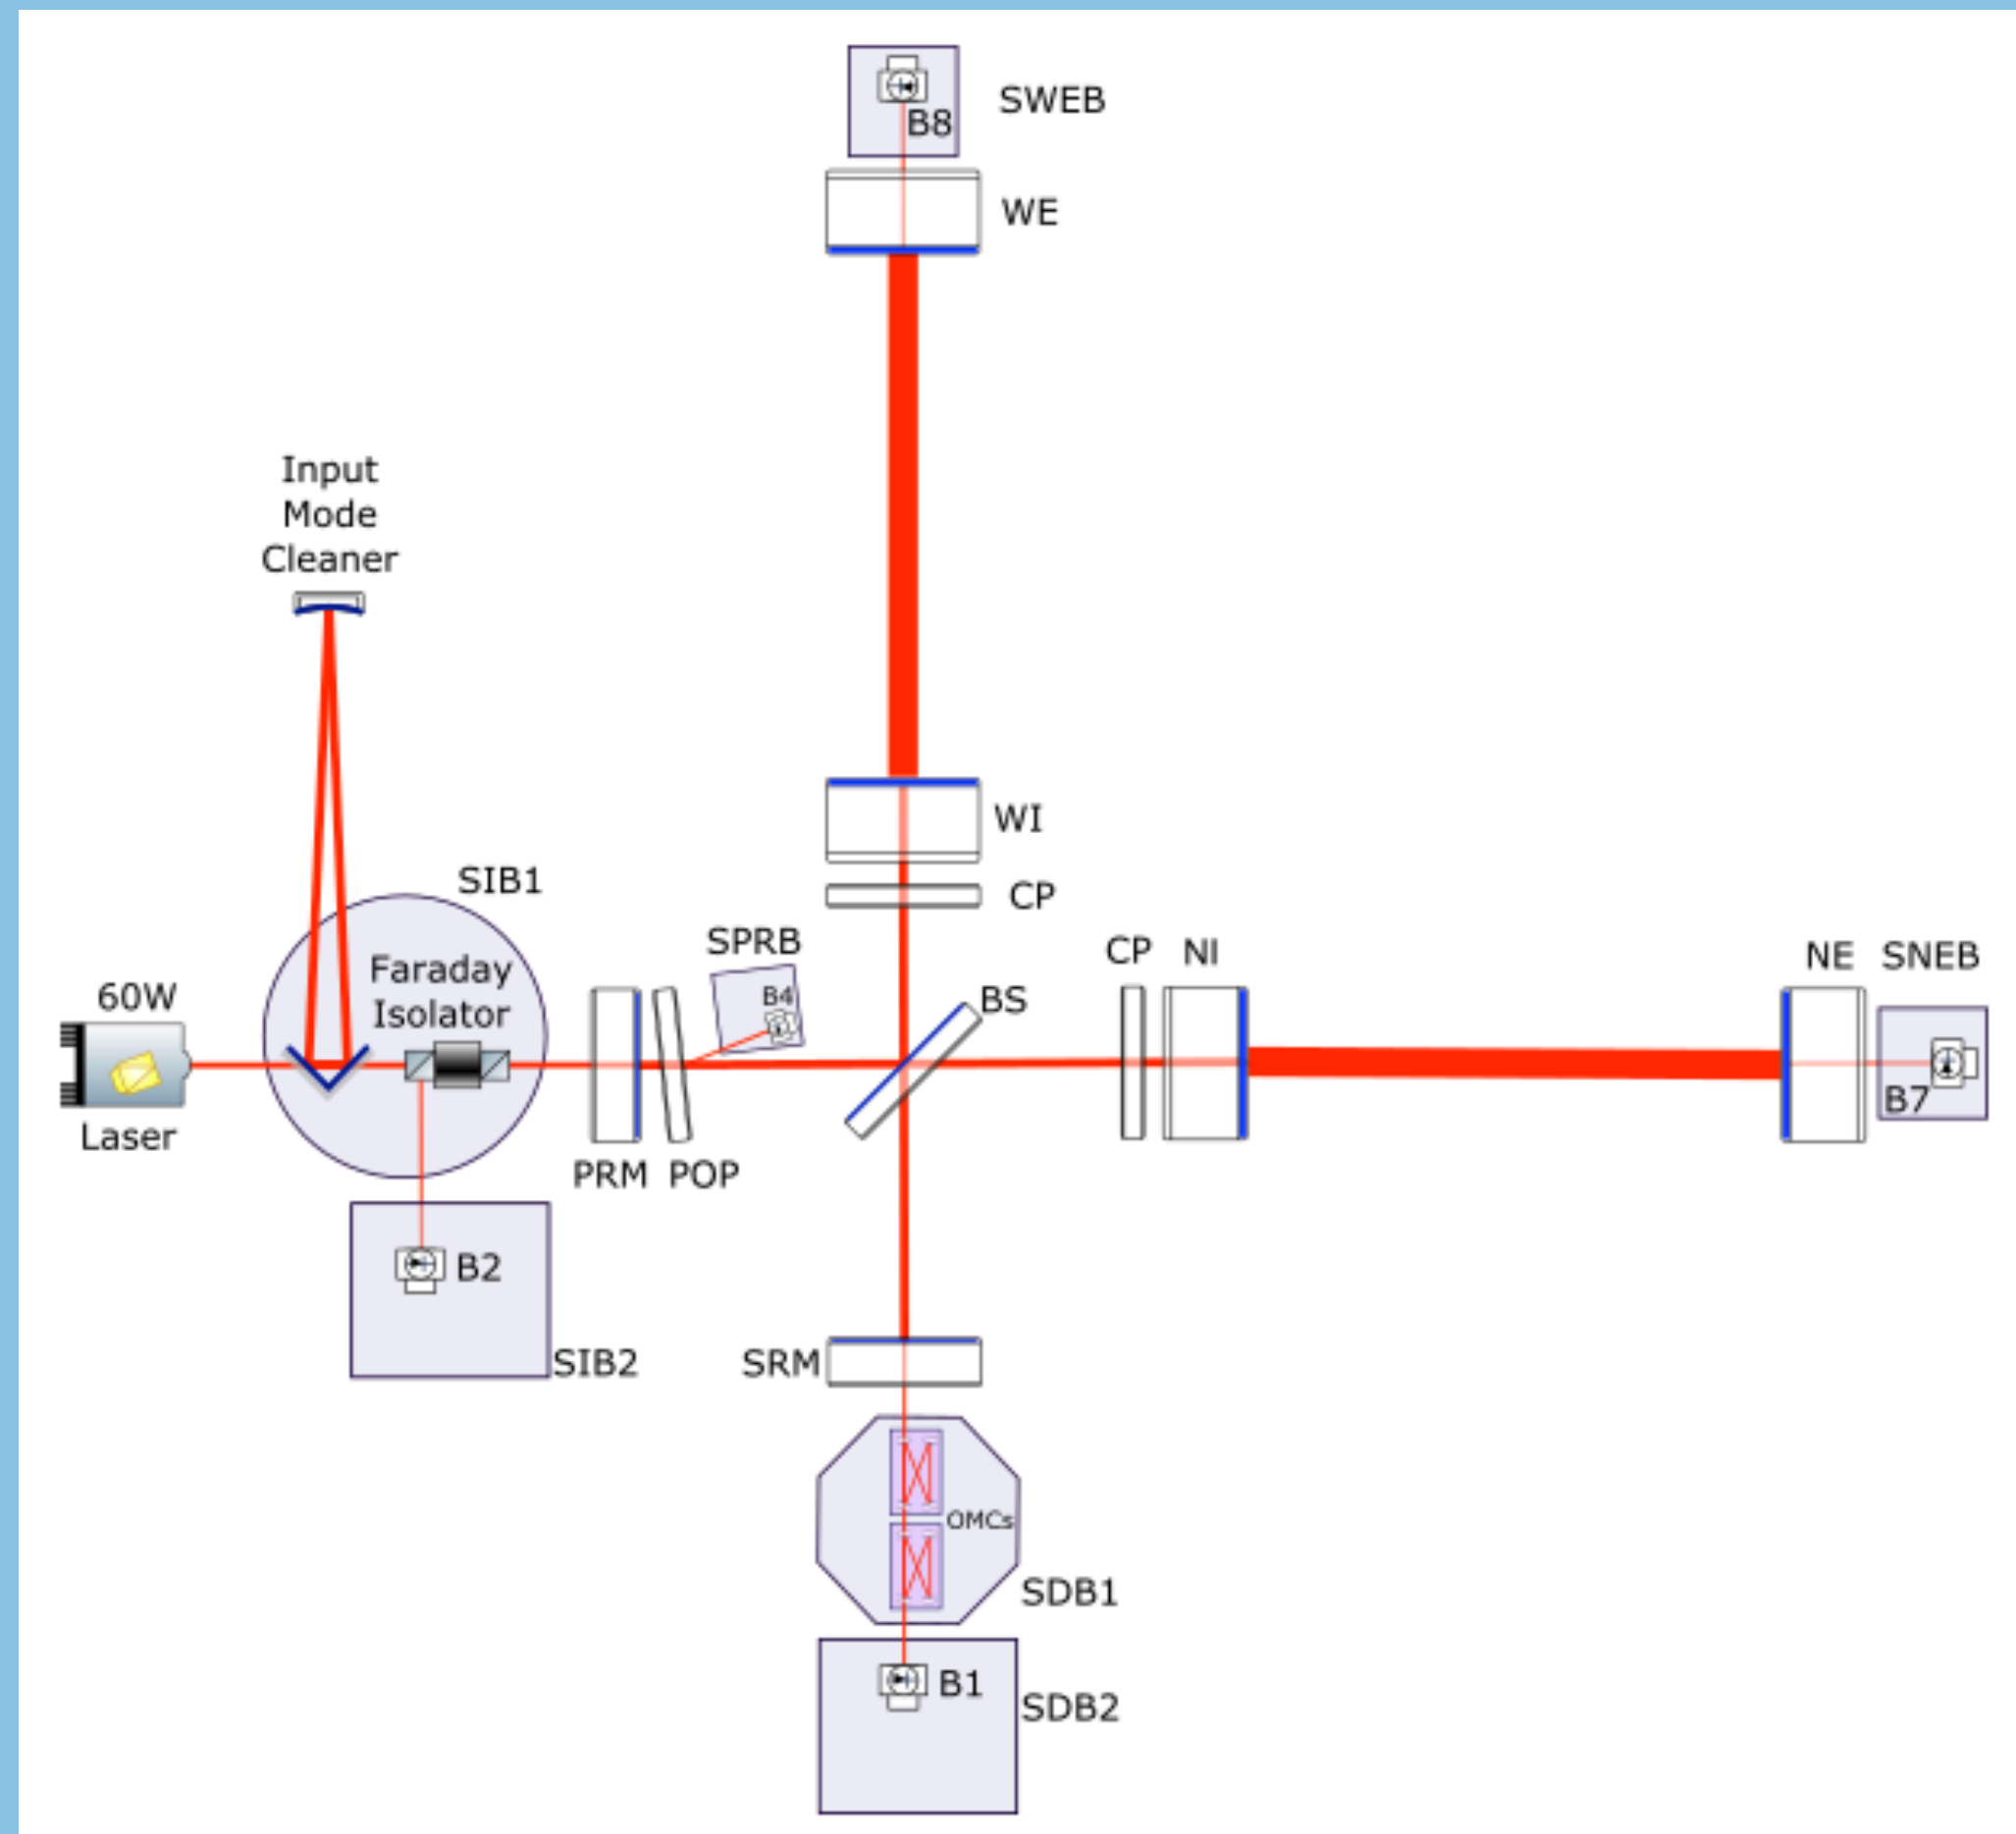 SWEB
B8
WE
Input
Mode
Cleaner
WI
SIB1
CP
SPRB
Faraday
Isolator
CP
NI
NE
SNEB
60W
B4
BS
Laser
B7
PRM
POP
B2
SIB2
SRM
OMCs
SDB1
B1
SDB2